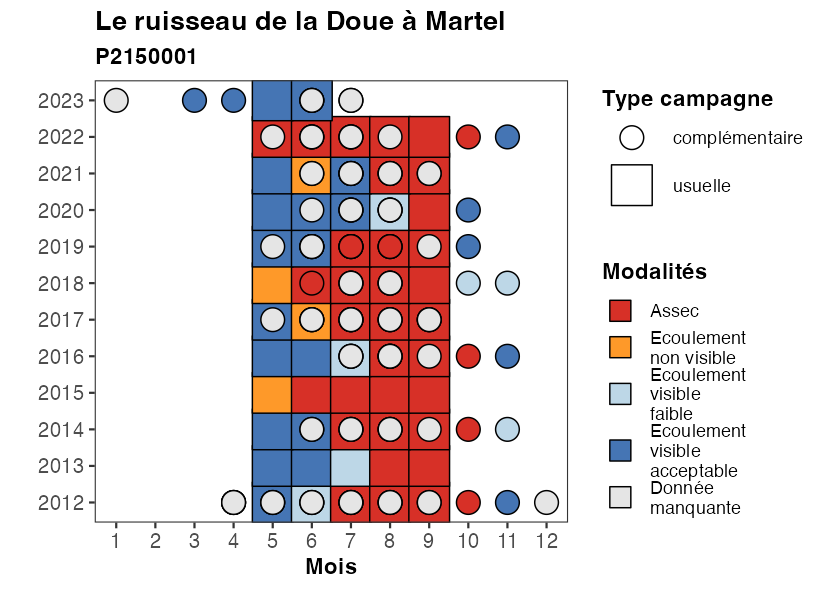 Le ruisseau de la Doue à Martel
P2150001
2023
2022
2021
2020
2019
2018
2017
2016
2015
2014
2013
2012
1 2 3 4 5 6 7 8 9 10 11 12
Mois
Type campagne
complémentaire
usuelle
Modalités
Assec
Ecoulement
non visible
Ecoulement
visible
faible
Ecoulement
visible
acceptable
Donnée
manquante